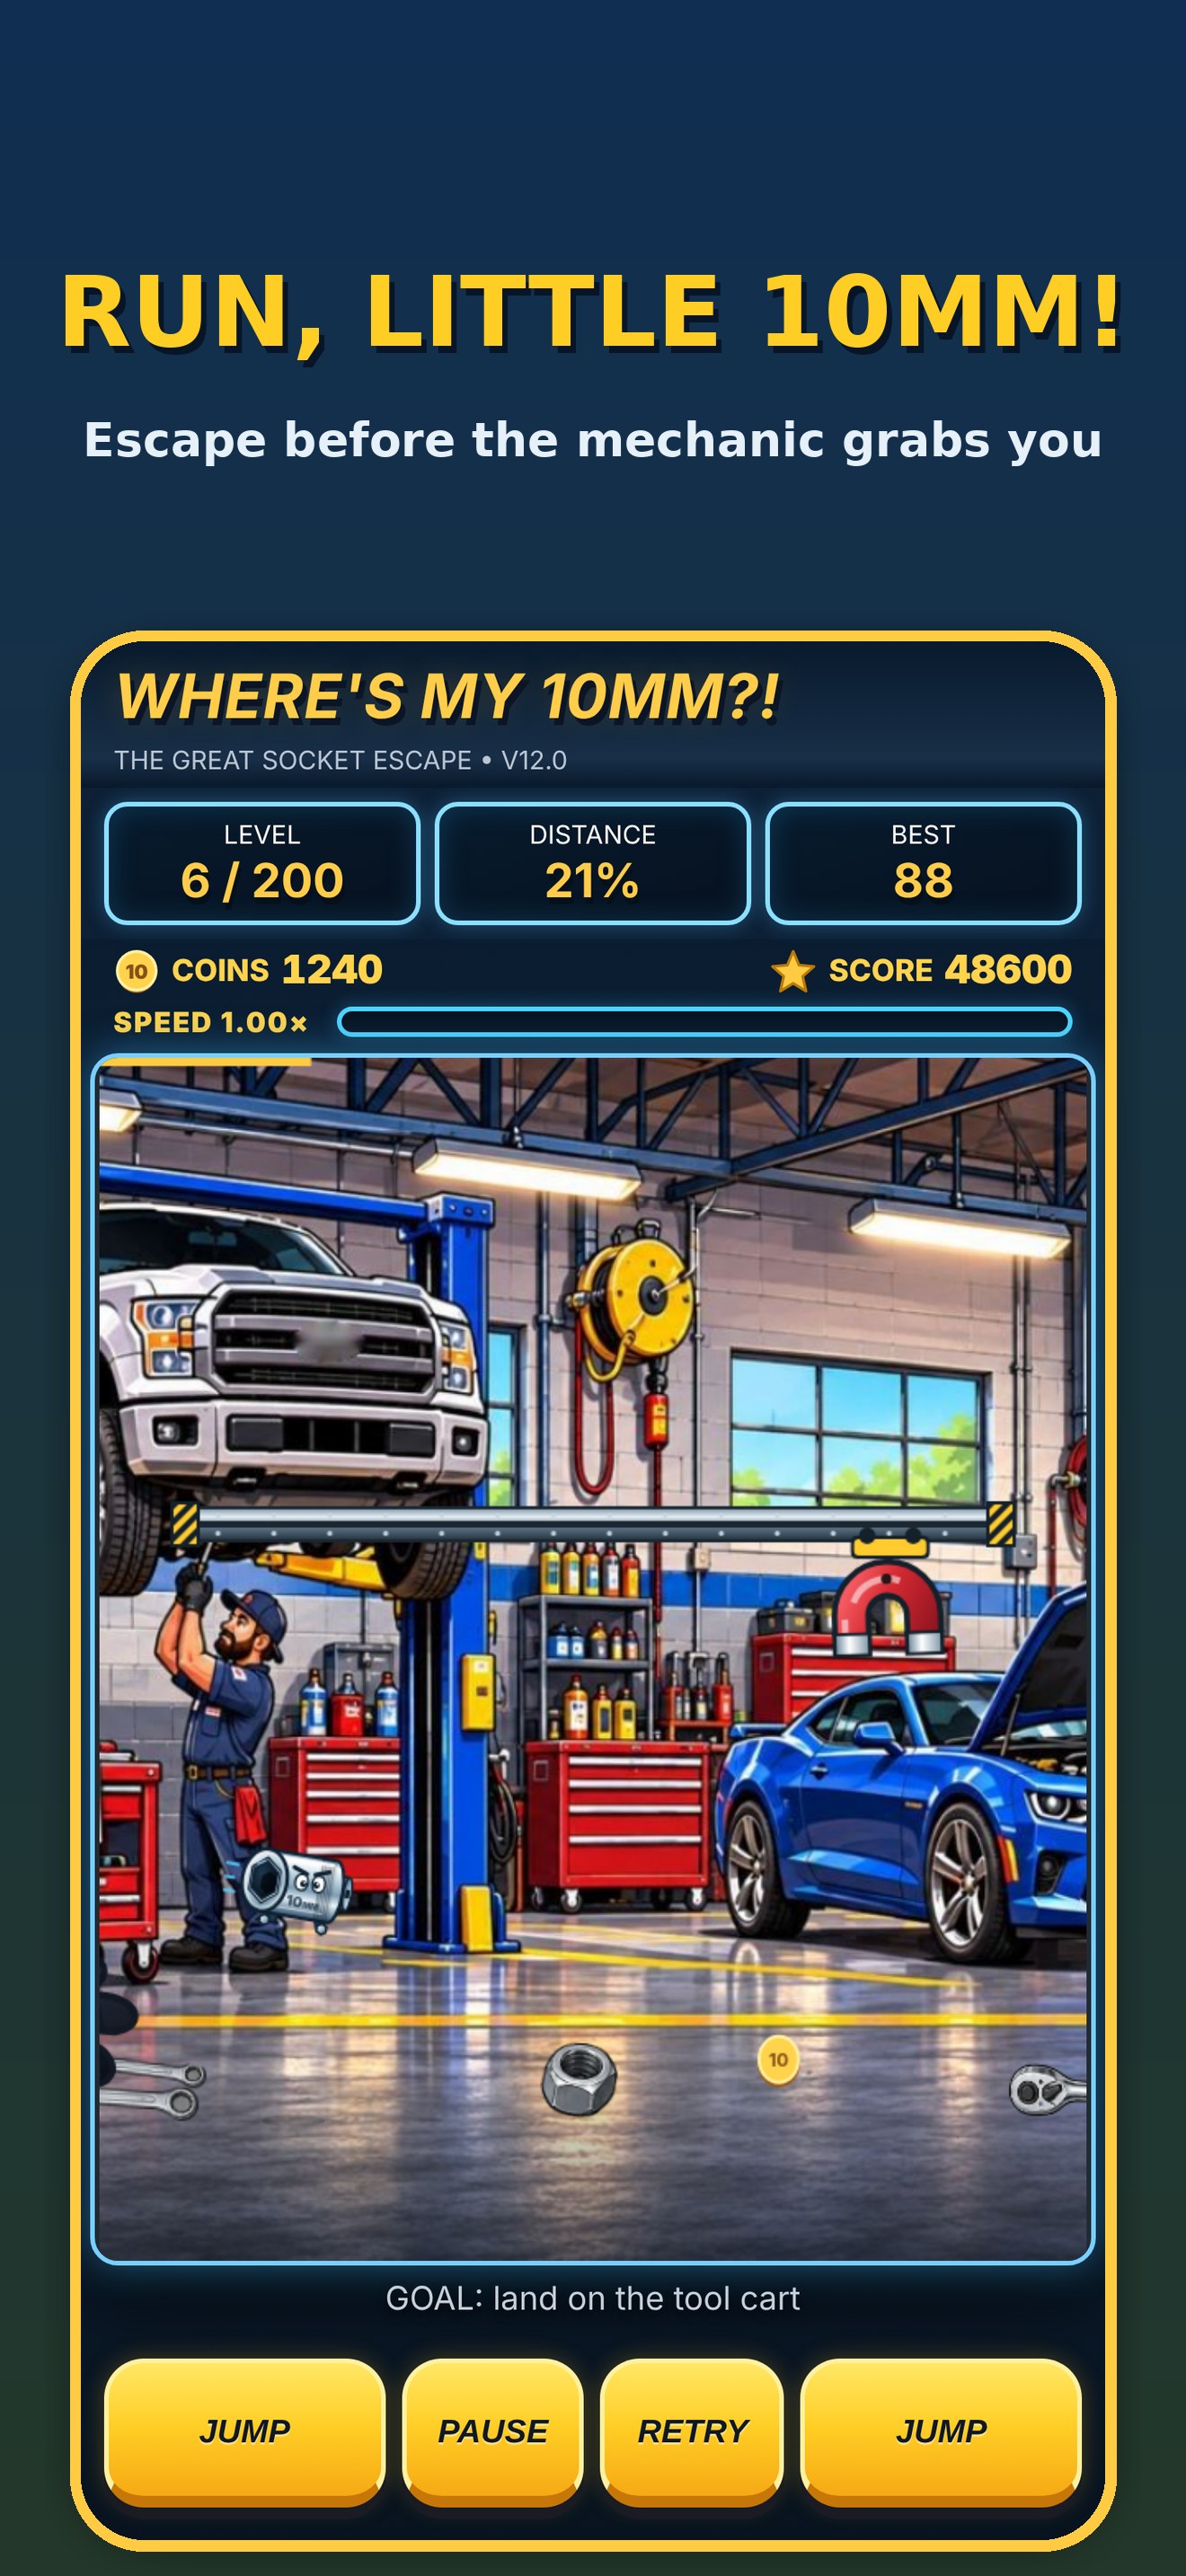 RUN, LITTLE 10MM!
Escape before the mechanic grabs you
WHERE'S MY 10MM?!
THE GREAT SOCKET ESCAPE • V12.0
LEVEL
6 / 200
DISTANCE
21%
BEST
88
10 COINS 1240
SCORE 48600
SPEED 1.00×
10MM
10
GOAL: land on the tool cart
JUMP
PAUSE
RETRY
JUMP